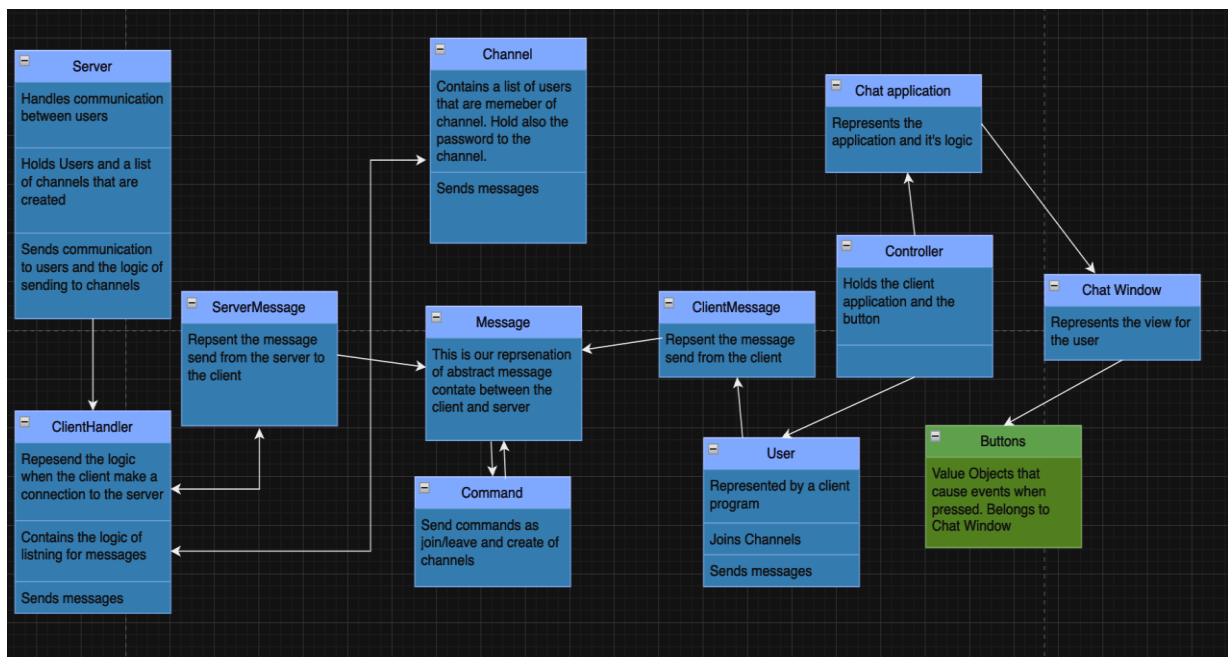 Server
Handles communication
between users
Holds Users and a list
of channels that are
created
Sends communication
to users and the logic of
sending to channels
Channel
Contains a list of users
that are memeber of
channel. Hold also the
password to the
channel.
Sends messages
Chat application
Represents the
application and it's logic
Controller
Holds the client
application and the
button
Chat Window
Represents the view for
the user
ServerMessage
Repsent the message
send from the server to
the client
Message
This is our reprsenation
of abstract message
contate between the
client and server
ClientMessage
Repsent the message
send from the client
ClientHandler
Repesend the logic
when the client make a
connection to the server
Contains the logic of
listning for messages
Sends messages
Command
Send commands as
join/leave and create of
channels
User
Represented by a client
program
Joins Channels
Sends messages
Buttons
Value Objects that
cause events when
pressed. Belongs to
Chat Window